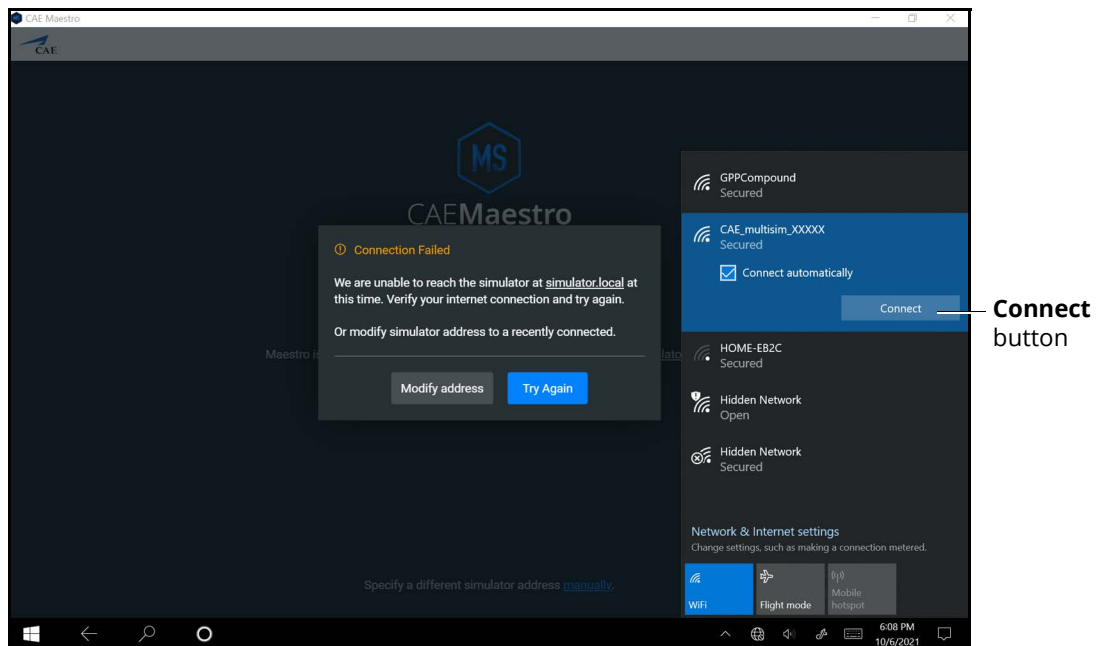 CAE Maestro
CAE
MS
CAEMaestro
Connection Failed
We are unable to reach the simulator at simulator.local at
this time. Verify your internet connection and try again.
Or modify simulator address to a recently connected.
Maestro
Modify address
Try Again
Specify a different simulator address manually.
GPPCompound
Secured
CAE_multisim_XXXXX
Secured
Connect automatically
Connect
HOME-EB2C
Secured
Hidden Network
Open
Hidden Network
Secured
Network & Internet settings
Change settings, such as making a connection metered.
WiFi
Flight mode
Mobile
hotspot
6:08 PM
10/6/2021
Connect
button